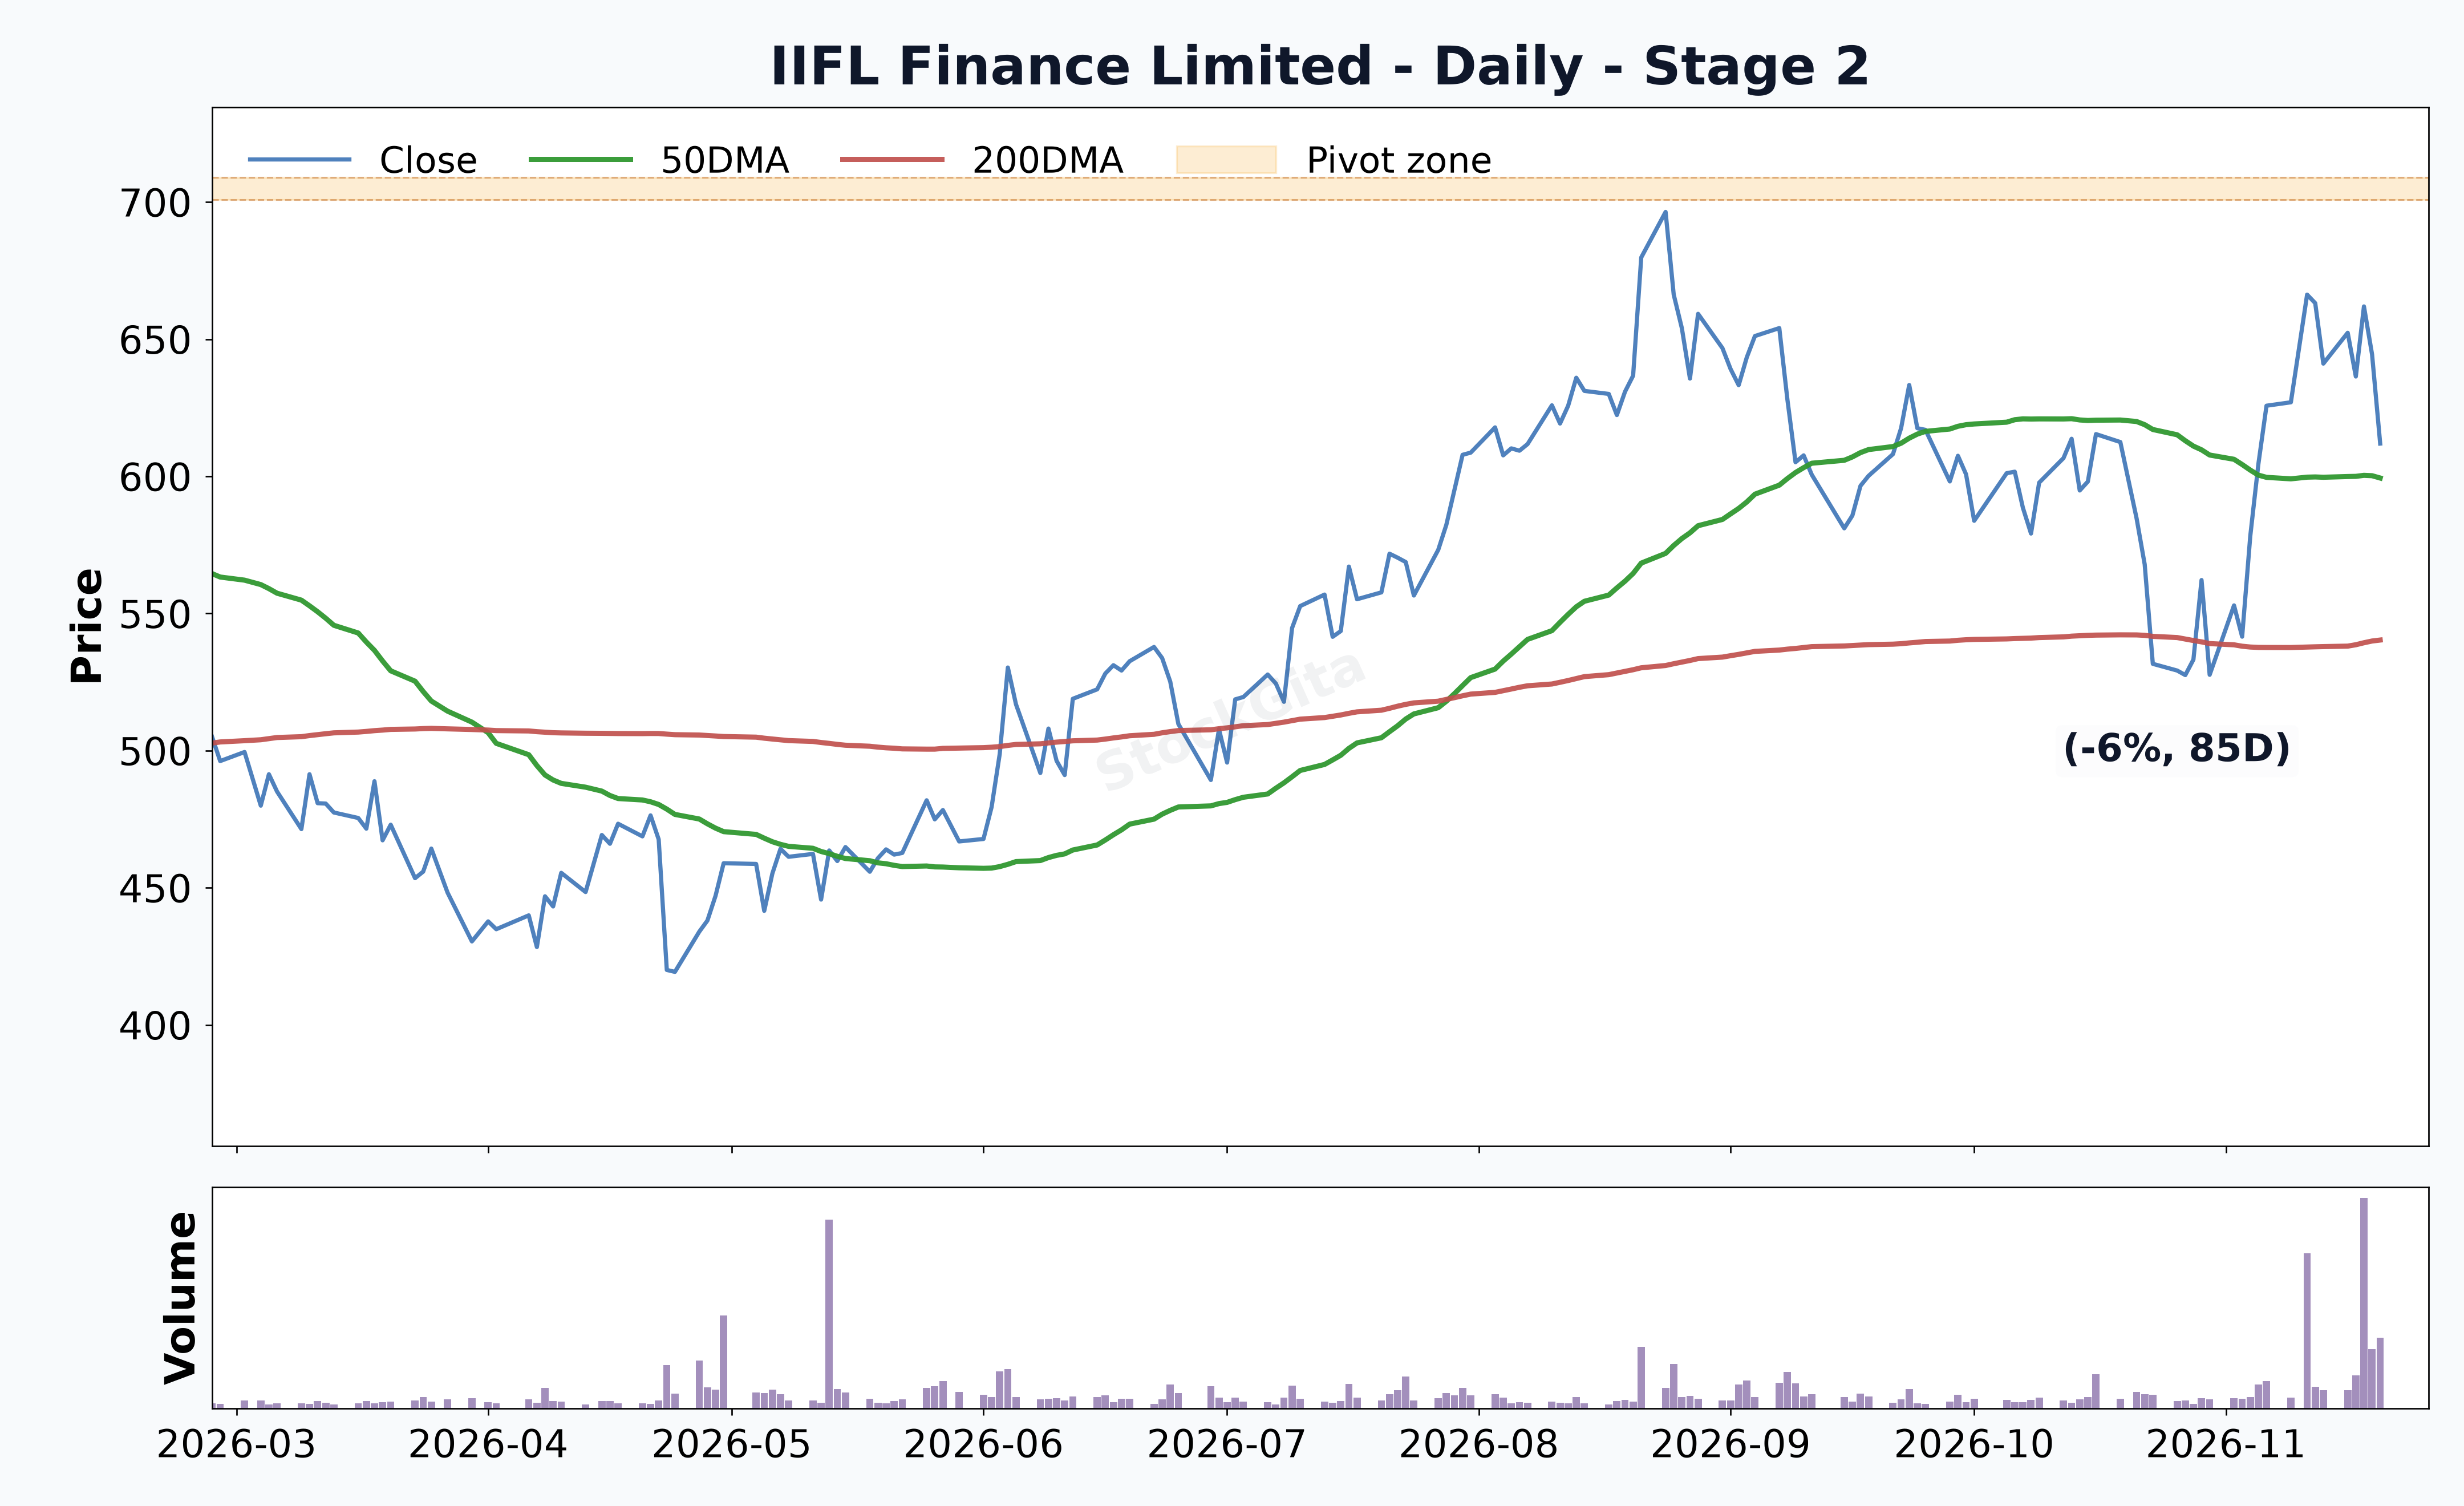 IIFL Finance Limited - Daily - Stage 2
Close 50DMA 200DMA Pivot zone
700
650
600
550
500
450
400
Price
StockGita
(-6%, 85D)
Volume
2026-03 2026-04 2026-05 2026-06 2026-07 2026-08 2026-09 2026-10 2026-11